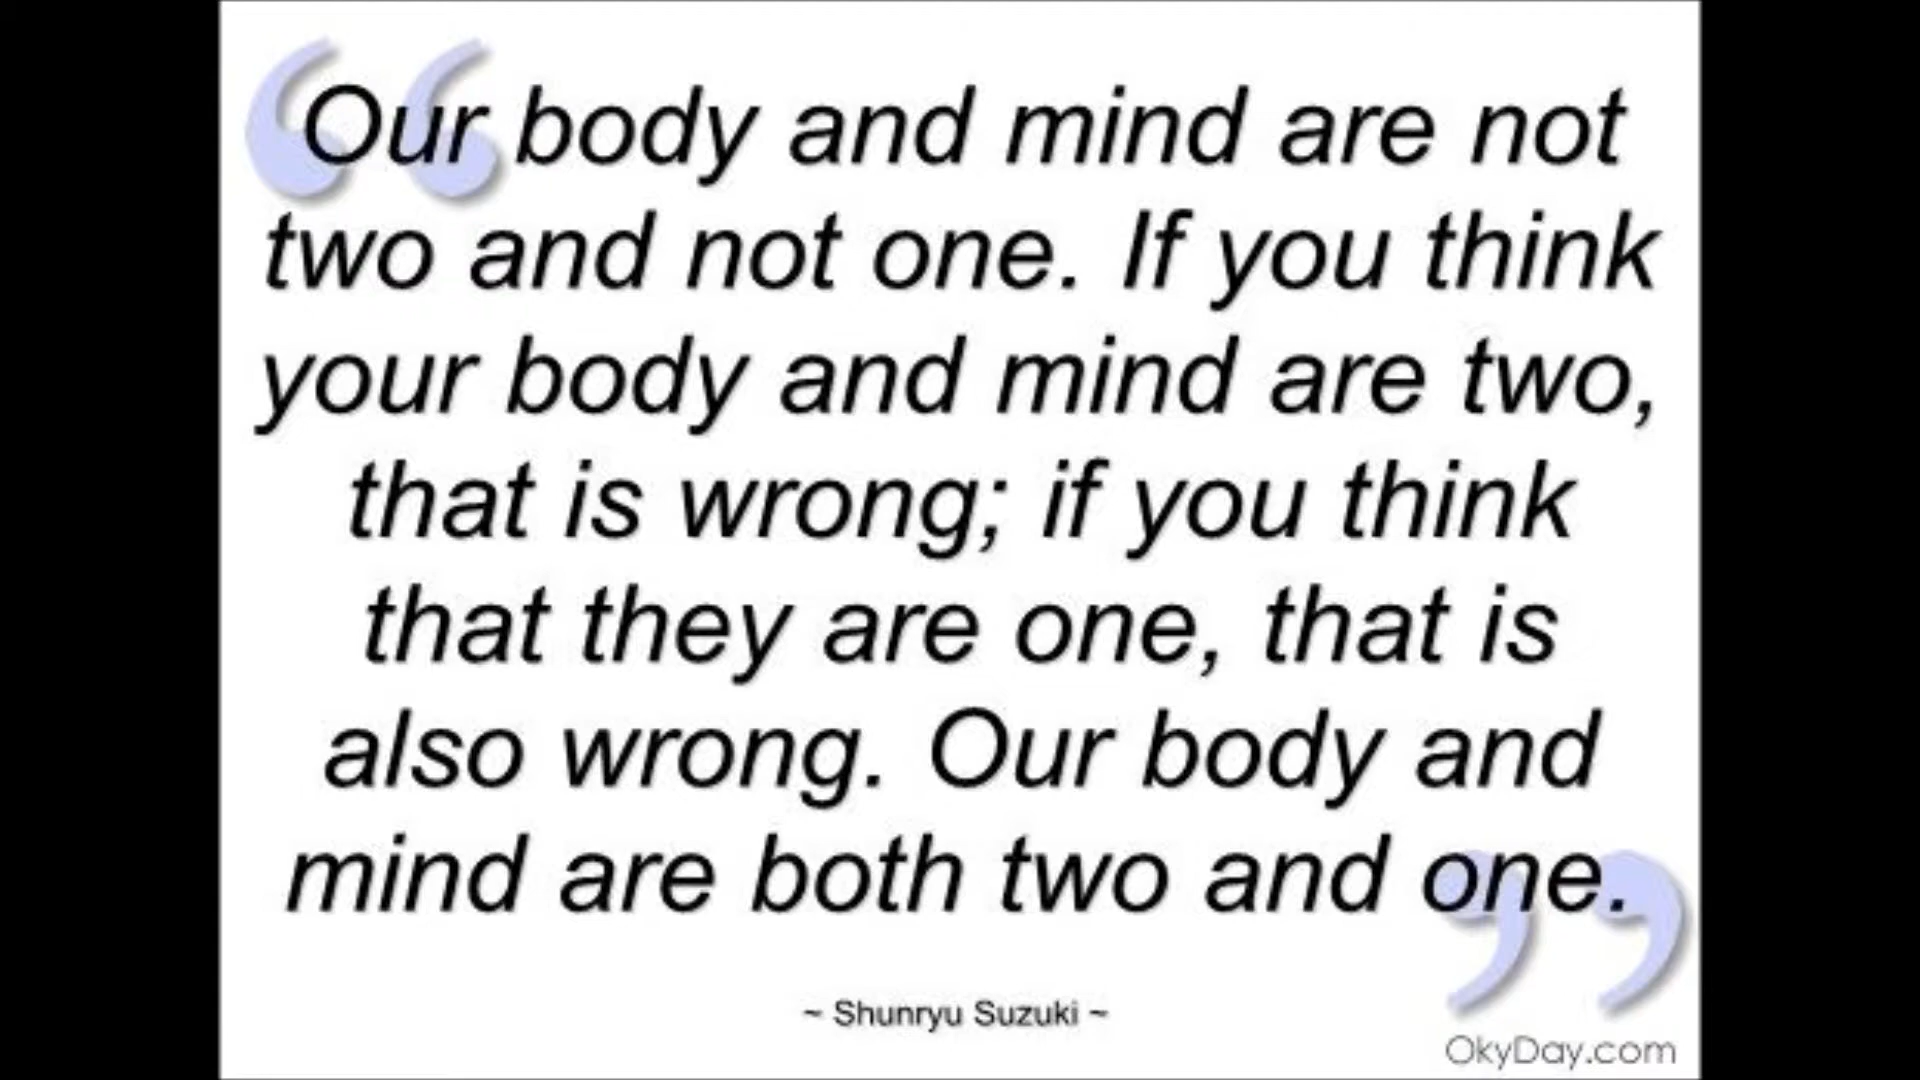 Our body and mind are not
two and not one. If you think
your body and mind are two,
that is wrong; if you think
that they are one, that is
also wrong. Our body and
mind are both two and one.
~ Shunryu Suzuki ~
OkyDay.com